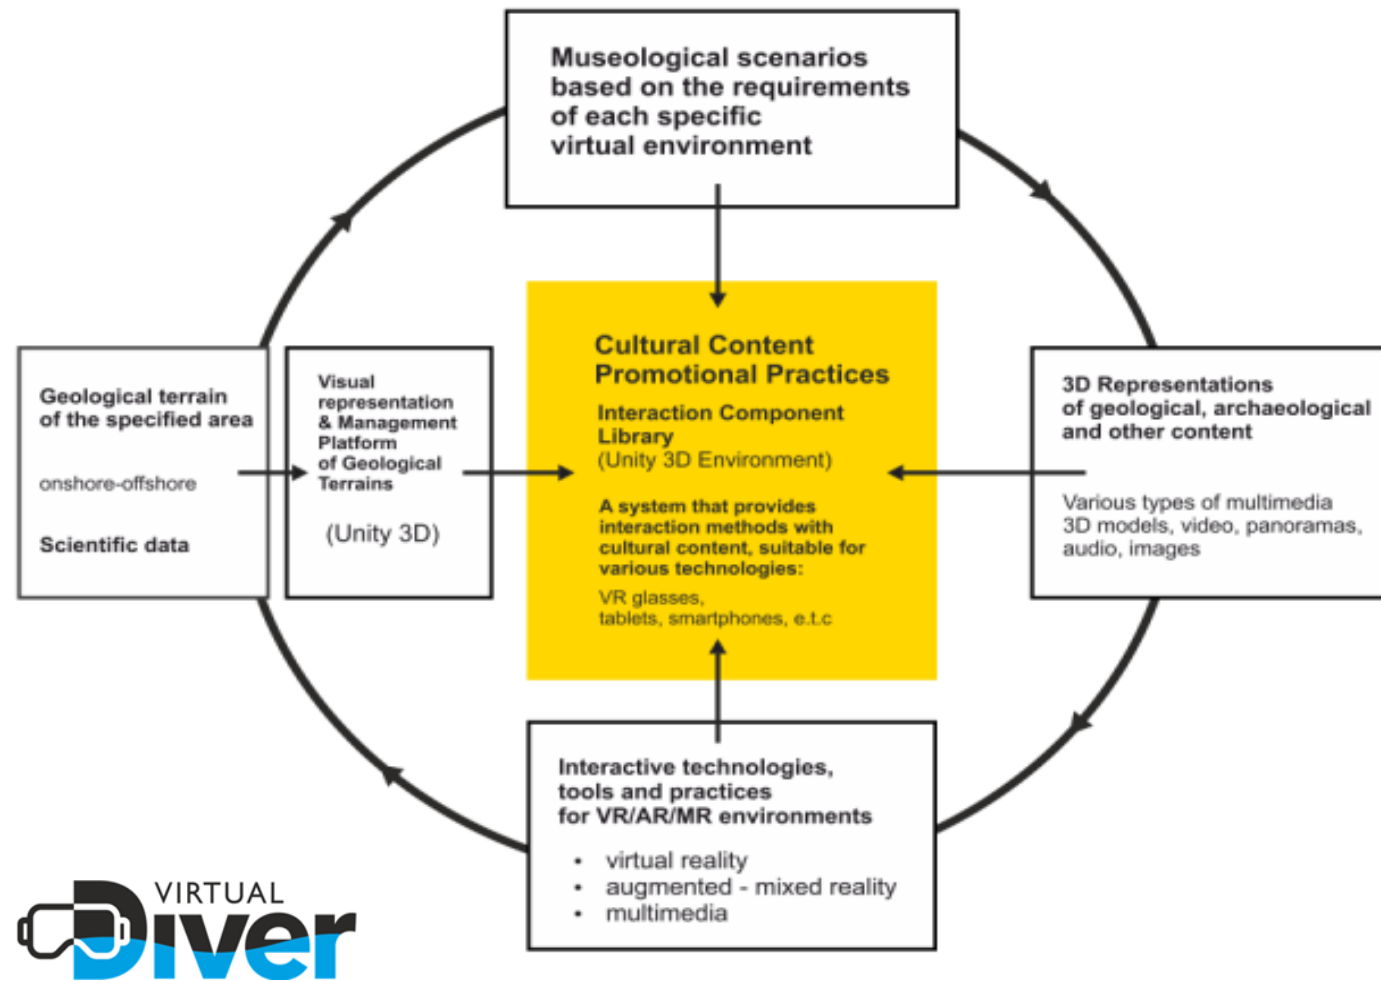 Museological scenarios
based on the requirements
of each specific
virtual environment
Geological terrain
of the specified area
onshore-offshore
Scientific data
Visual
representation
& Management
Platform
of Geological
Terrains
(Unity 3D)
Cultural Content
Promotional Practices
Interaction Component
Library
(Unity 3D Environment)
A system that provides
interaction methods with
cultural content, suitable for
various technologies:
VR glasses,
tablets, smartphones, e.t.c
3D Representations
of geological, archaeological
and other content
Various types of multimedia
3D models, video, panoramas,
audio, images
Interactive technologies,
tools and practices
for VR/AR/MR environments
• virtual reality
• augmented - mixed reality
• multimedia
VIRTUAL
Diver